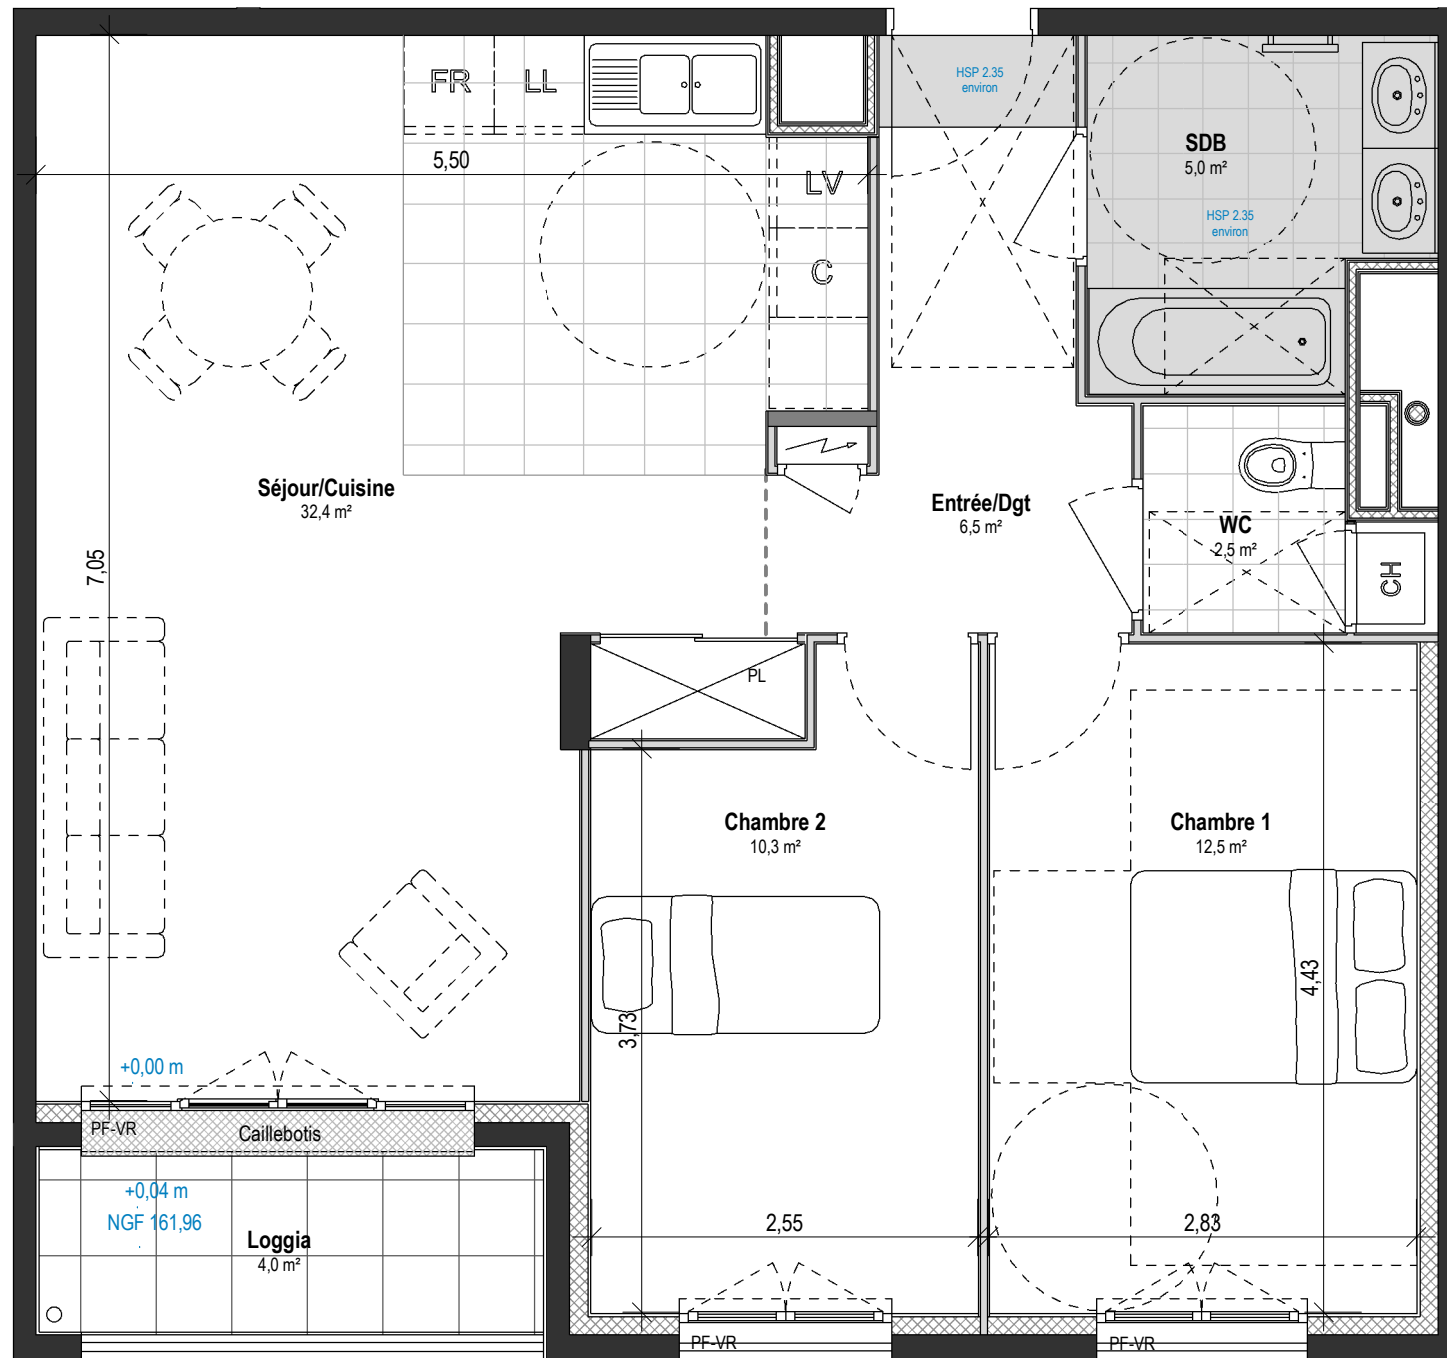 HSP 2.35
environ
FR
LL
SDB
5,0 m²
5,50
LV
HSP 2.35
environ
C
Séjour/Cuisine
32,4 m²
Entrée/Dgt
6,5 m²
WC
2,5 m²
7,05
CH
PL
Chambre 2
10,3 m²
Chambre 1
12,5 m²
4,43
3,73
+0,00 m
PF-VR
Caillebotis
+0,04 m
NGF 161,96
Loggia
4,0 m²
2,55
2,83
PF-VR
PF-VR